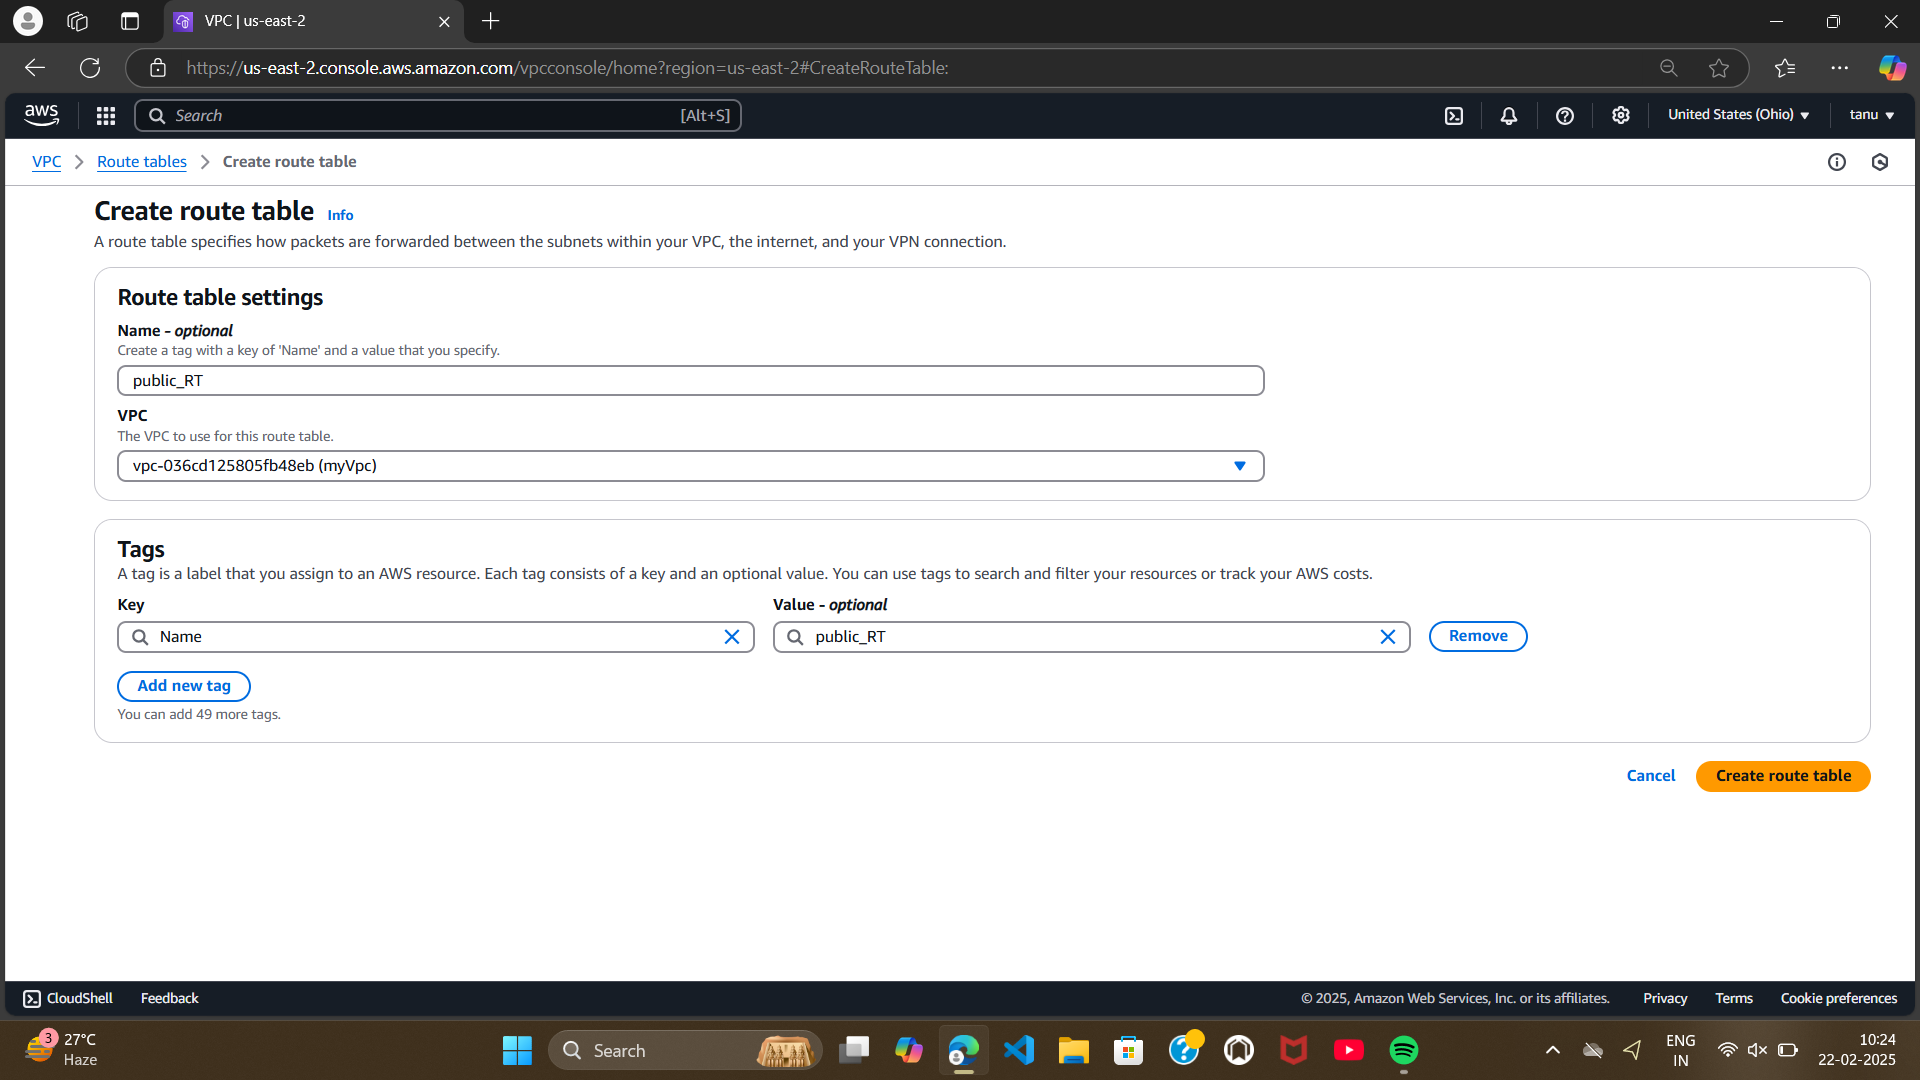 VPC | us-east-2
https://us-east-2.console.aws.amazon.com/vpcconsole/home?region=us-east-2#CreateRouteTable:
aws
Search
[Alt+S]
United States (Ohio)
tanu
VPC
Route tables
Create route table
Create route table
Info
A route table specifies how packets are forwarded between the subnets within your VPC, the internet, and your VPN connection.
Route table settings
Name - optional
Create a tag with a key of 'Name' and a value that you specify.
public_RT
VPC
The VPC to use for this route table.
vpc-036cd125805fb48eb (myVpc)
Tags
A tag is a label that you assign to an AWS resource. Each tag consists of a key and an optional value. You can use tags to search and filter your resources or track your AWS costs.
Key
Value - optional
Name
public_RT
Remove
Add new tag
You can add 49 more tags.
Cancel
Create route table
CloudShell
Feedback
© 2025, Amazon Web Services, Inc. or its affiliates.
Privacy
Terms
Cookie preferences
3
27°C
Haze
Search
ENG
IN
10:24
22-02-2025